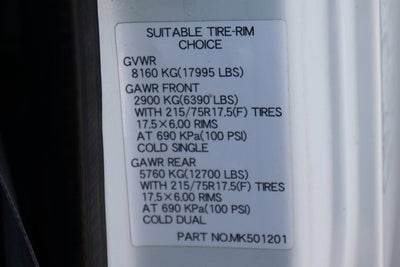 SUITABLE TIRE-RIM
CHOICE
GVWR
8160 KG(17995 LBS)
GAWR FRONT
2900 KG(6390 LBS)
WITH 215/75R17.5(F) TIRES
17.5×6.00 RIMS
AT 690 KPa(100 PSI)
COLD SINGLE
GAWR REAR
5760 KG(12700 LBS)
WITH 215/75R17.5(F) TIRES
17.5×6.00 RIMS
AT 690 KPa(100 PSI)
COLD DUAL
PART NO.MK501201